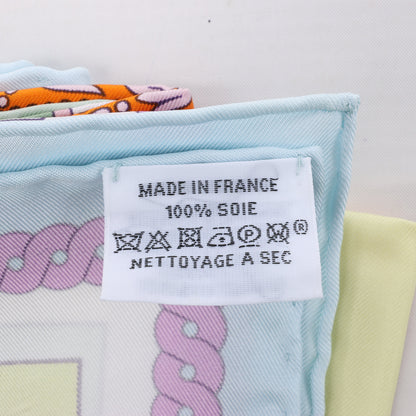 MADE IN FRANCE
100% SOIE
®
NETTOYAGE A SEC